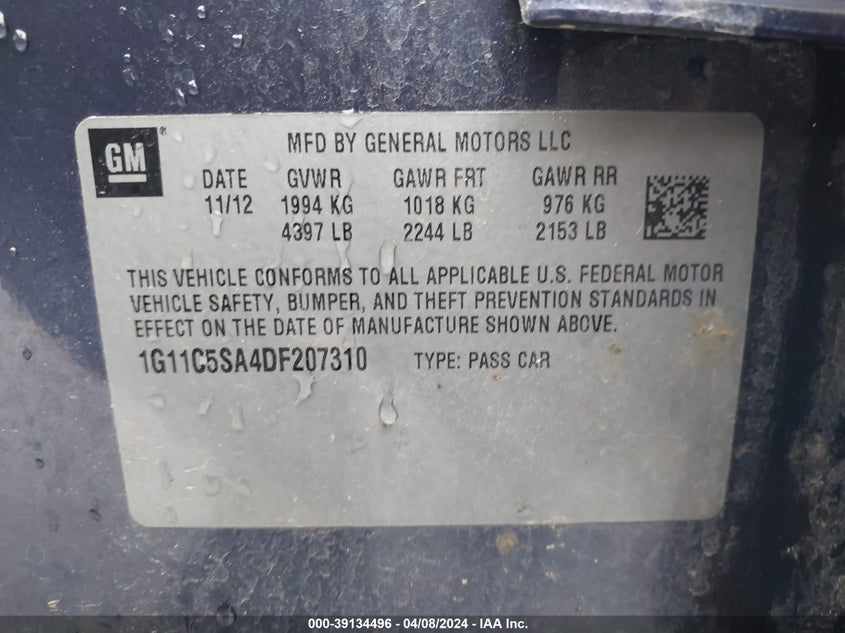 GM®
MFD BY GENERAL MOTORS LLC
DATE GVWR GAWR FRT GAWR RR
11/12 1994 KG 1018 KG 976 KG
4397 LB 2244 LB 2153 LB
THIS VEHICLE CONFORMS TO ALL APPLICABLE U.S. FEDERAL MOTOR
VEHICLE SAFETY, BUMPER, AND THEFT PREVENTION STANDARDS IN
EFFECT ON THE DATE OF MANUFACTURE SHOWN ABOVE.
1G11C5SA4DF207310 TYPE: PASS CAR
000-39134496 - 04/08/2024 - IAA Inc.